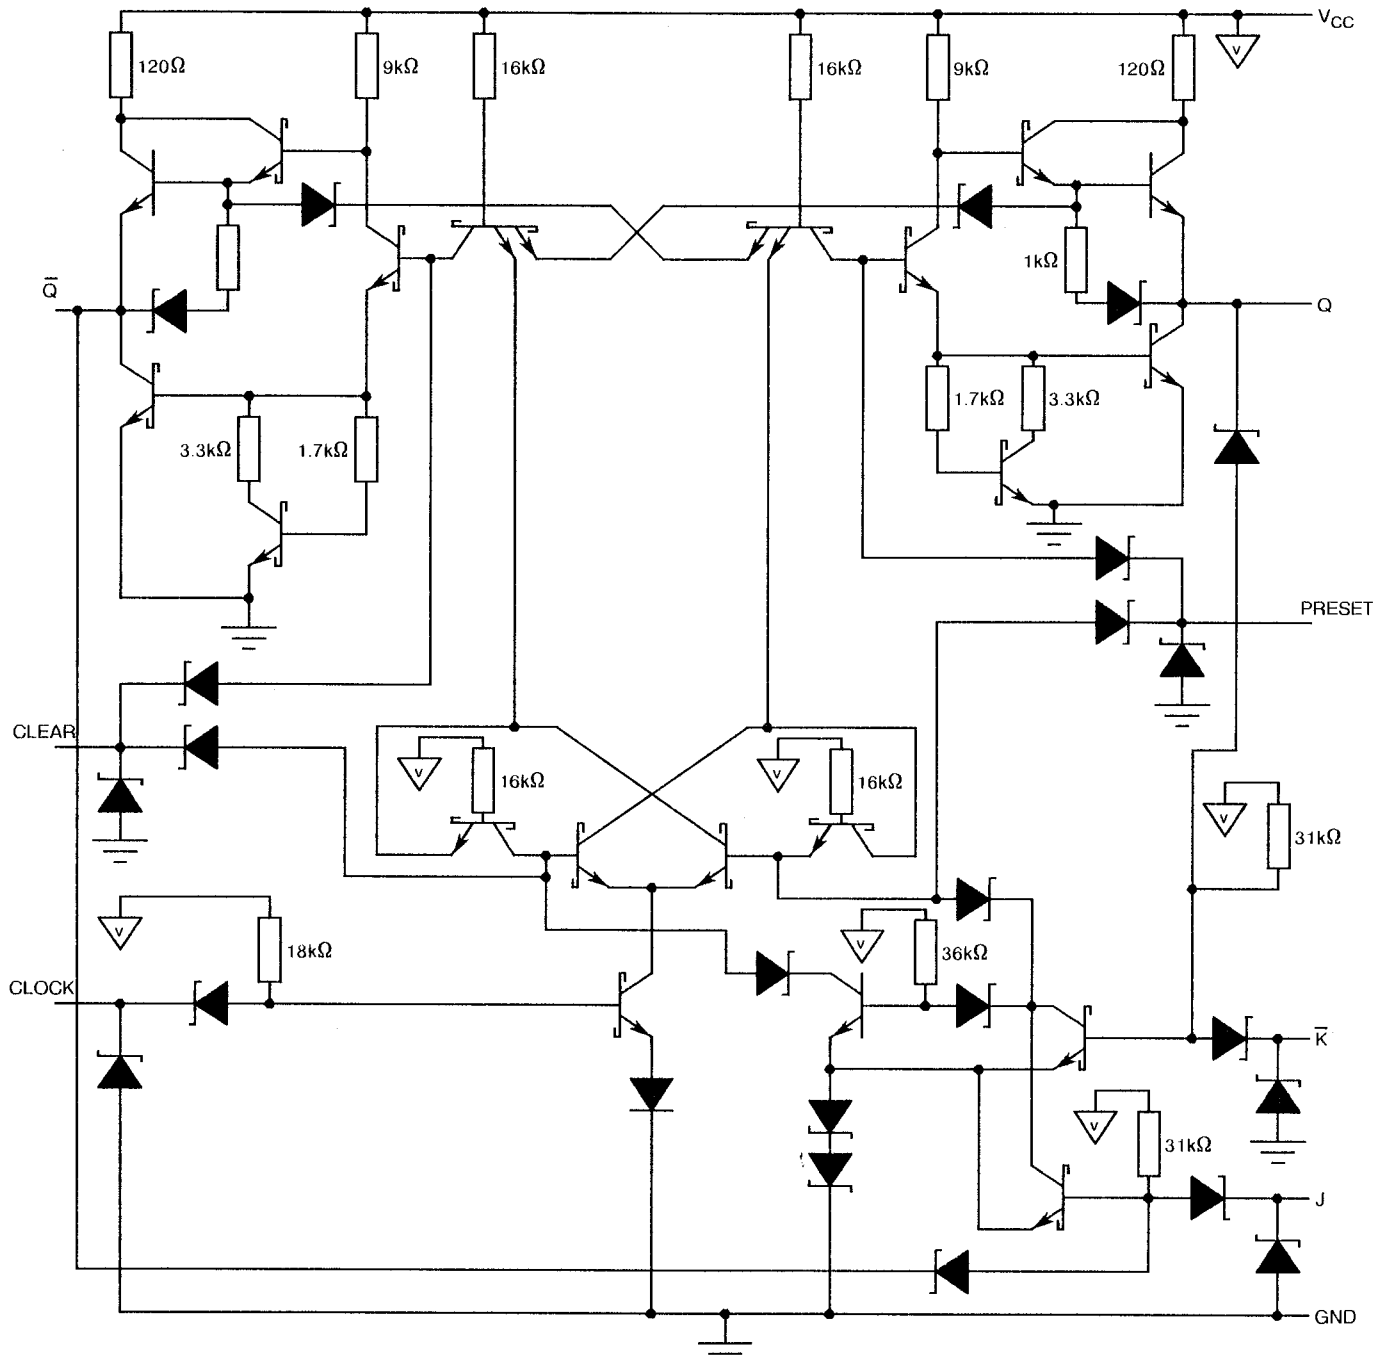 V_CC
120Ω
9kΩ
16kΩ
16kΩ
9kΩ
120Ω
v
1kΩ
Q̅
Q
1.7kΩ
3.3kΩ
3.3kΩ
1.7kΩ
PRESET
CLEAR
v
16kΩ
v
16kΩ
v
31kΩ
v
18kΩ
v
36kΩ
CLOCK
K̅
v
31kΩ
J
GND